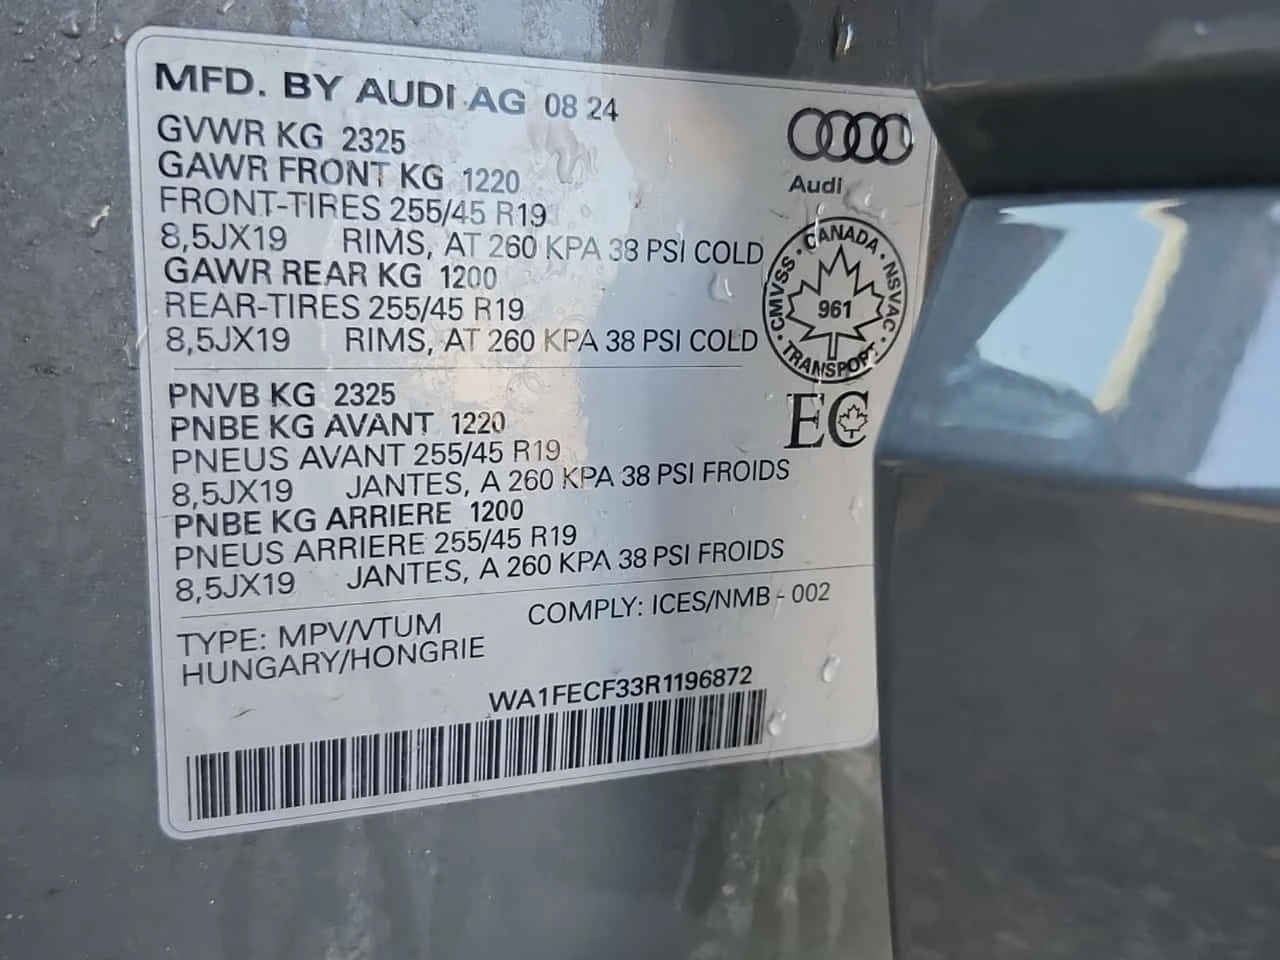 MFD. BY AUDI AG 08 24
GVWR KG 2325
GAWR FRONT KG 1220
FRONT-TIRES 255/45 R19
8,5JX19 RIMS, AT 260 KPA 38 PSI COLD
GAWR REAR KG 1200
REAR-TIRES 255/45 R19
8,5JX19 RIMS, AT 260 KPA 38 PSI COLD
Audi
CMVSS · CANADA · NSVAC · TRANSPORT ·
961
EC
PNVB KG 2325
PNBE KG AVANT 1220
PNEUS AVANT 255/45 R19
8,5JX19 JANTES, A 260 KPA 38 PSI FROIDS
PNBE KG ARRIERE 1200
PNEUS ARRIERE 255/45 R19
8,5JX19 JANTES, A 260 KPA 38 PSI FROIDS
TYPE: MPV/VTUM COMPLY: ICES/NMB - 002
HUNGARY/HONGRIE
WA1FECF33R1196872